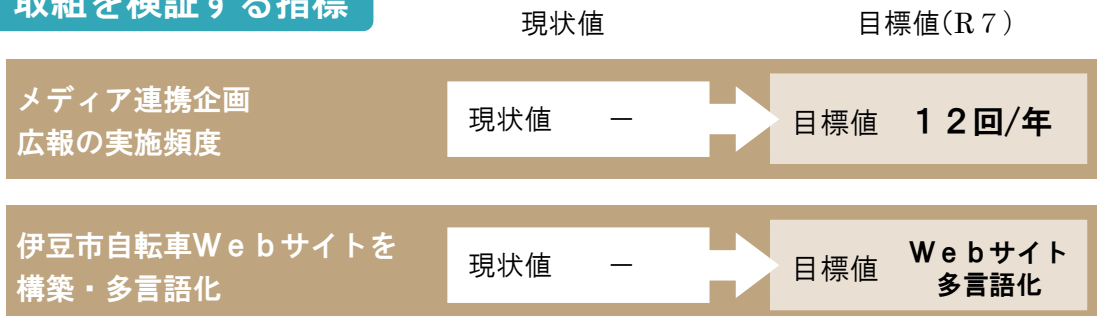 取組を検証する指標
現状値 目標値(R７)
メディア連携企画
広報の実施頻度
現状値 － 目標値 １２回/年
伊豆市自転車Ｗｅｂサイトを
構築・多言語化
現状値 － 目標値 Ｗｅｂサイト
多言語化